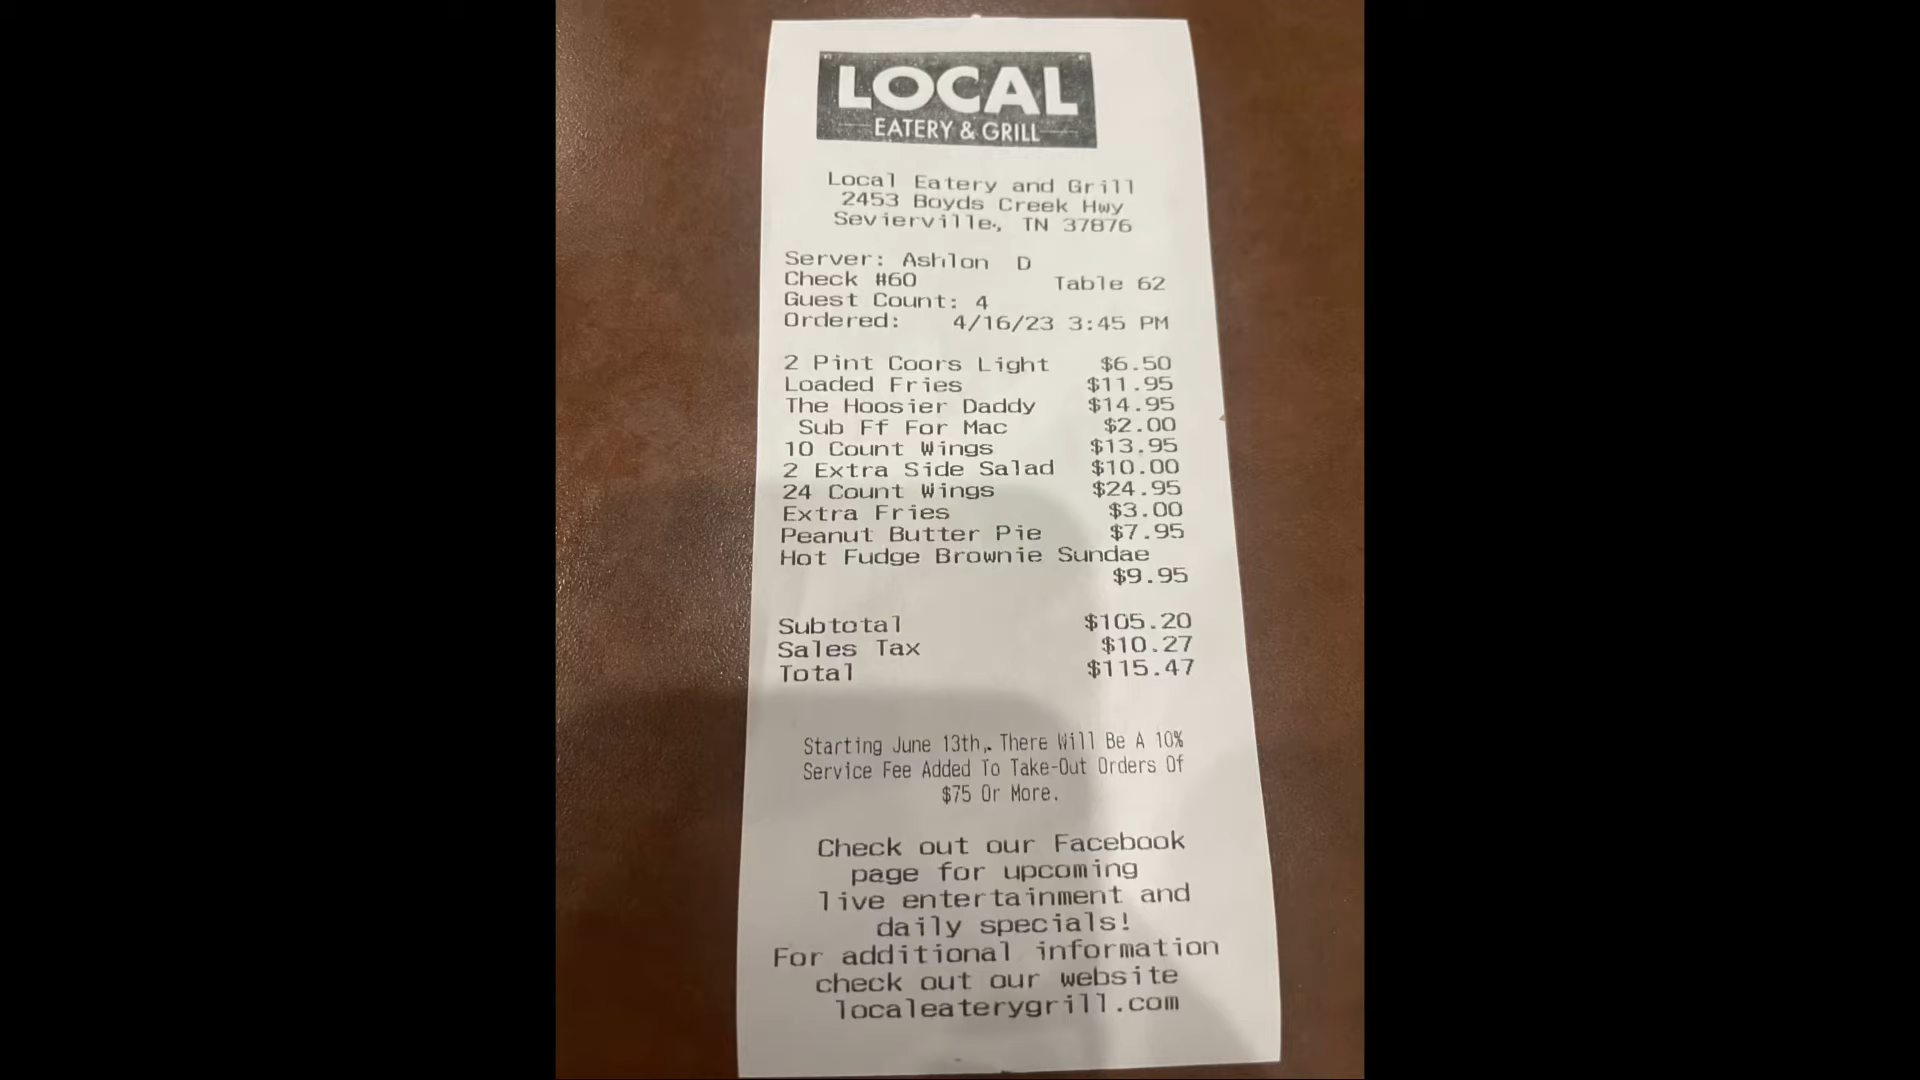 LOCAL
EATERY & GRILL
Local Eatery and Grill
2453 Boyds Creek Hwy
Sevierville, TN 37876
Server: Ashlon D
Check #60 Table 62
Guest Count: 4
Ordered: 4/16/23 3:45 PM
2 Pint Coors Light $6.50
Loaded Fries $11.95
The Hoosier Daddy $14.95
Sub Ff For Mac $2.00
10 Count Wings $13.95
2 Extra Side Salad $10.00
24 Count Wings $24.95
Extra Fries $3.00
Peanut Butter Pie $7.95
Hot Fudge Brownie Sundae
$9.95
Subtotal $105.20
Sales Tax $10.27
Total $115.47
Starting June 13th, There Will Be A 10%
Service Fee Added To Take-Out Orders Of
$75 Or More.
Check out our Facebook
page for upcoming
live entertainment and
daily specials!
For additional information
check out our website
localeaterygrill.com